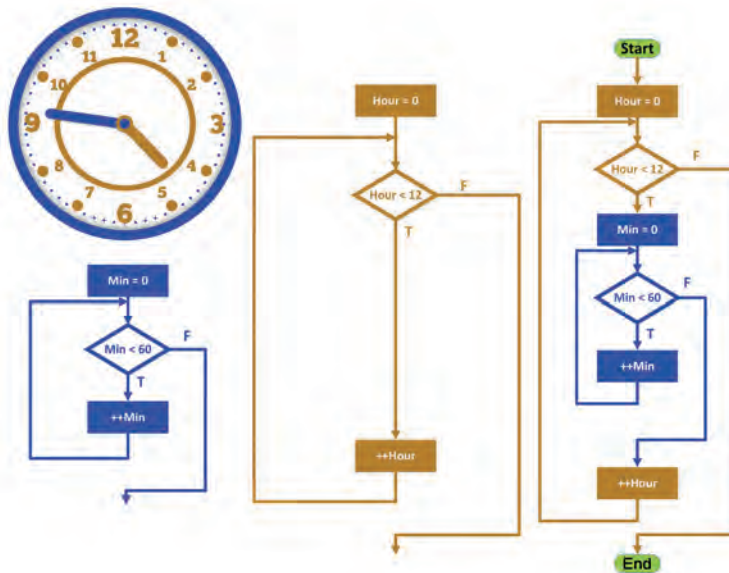 12
11
1
10
2
9
3
8
4
7
5
6
Min = 0
Min < 60
F
T
++Min
Hour = 0
Hour < 12
F
T
++Hour
Start
Hour = 0
Hour < 12
F
T
Min = 0
Min < 60
F
T
++Min
++Hour
End